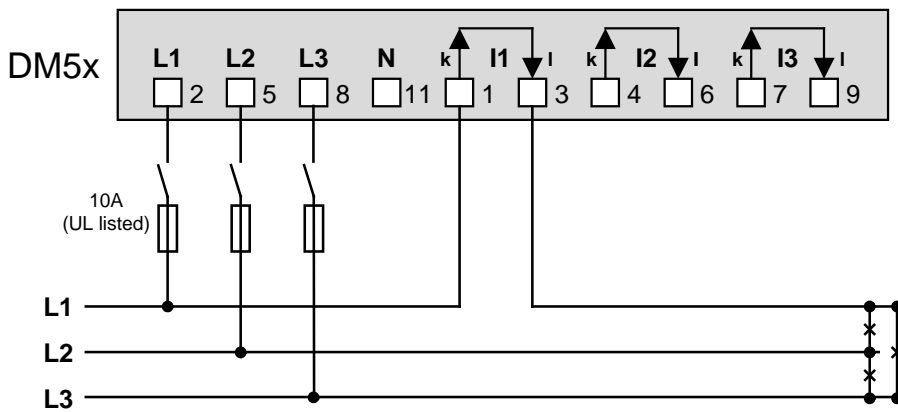 DM5x
L1 L2 L3 N k I1 l k I2 l k I3 l
2 5 8 11 1 3 4 6 7 9
10A
(UL listed)
L1
L2
L3